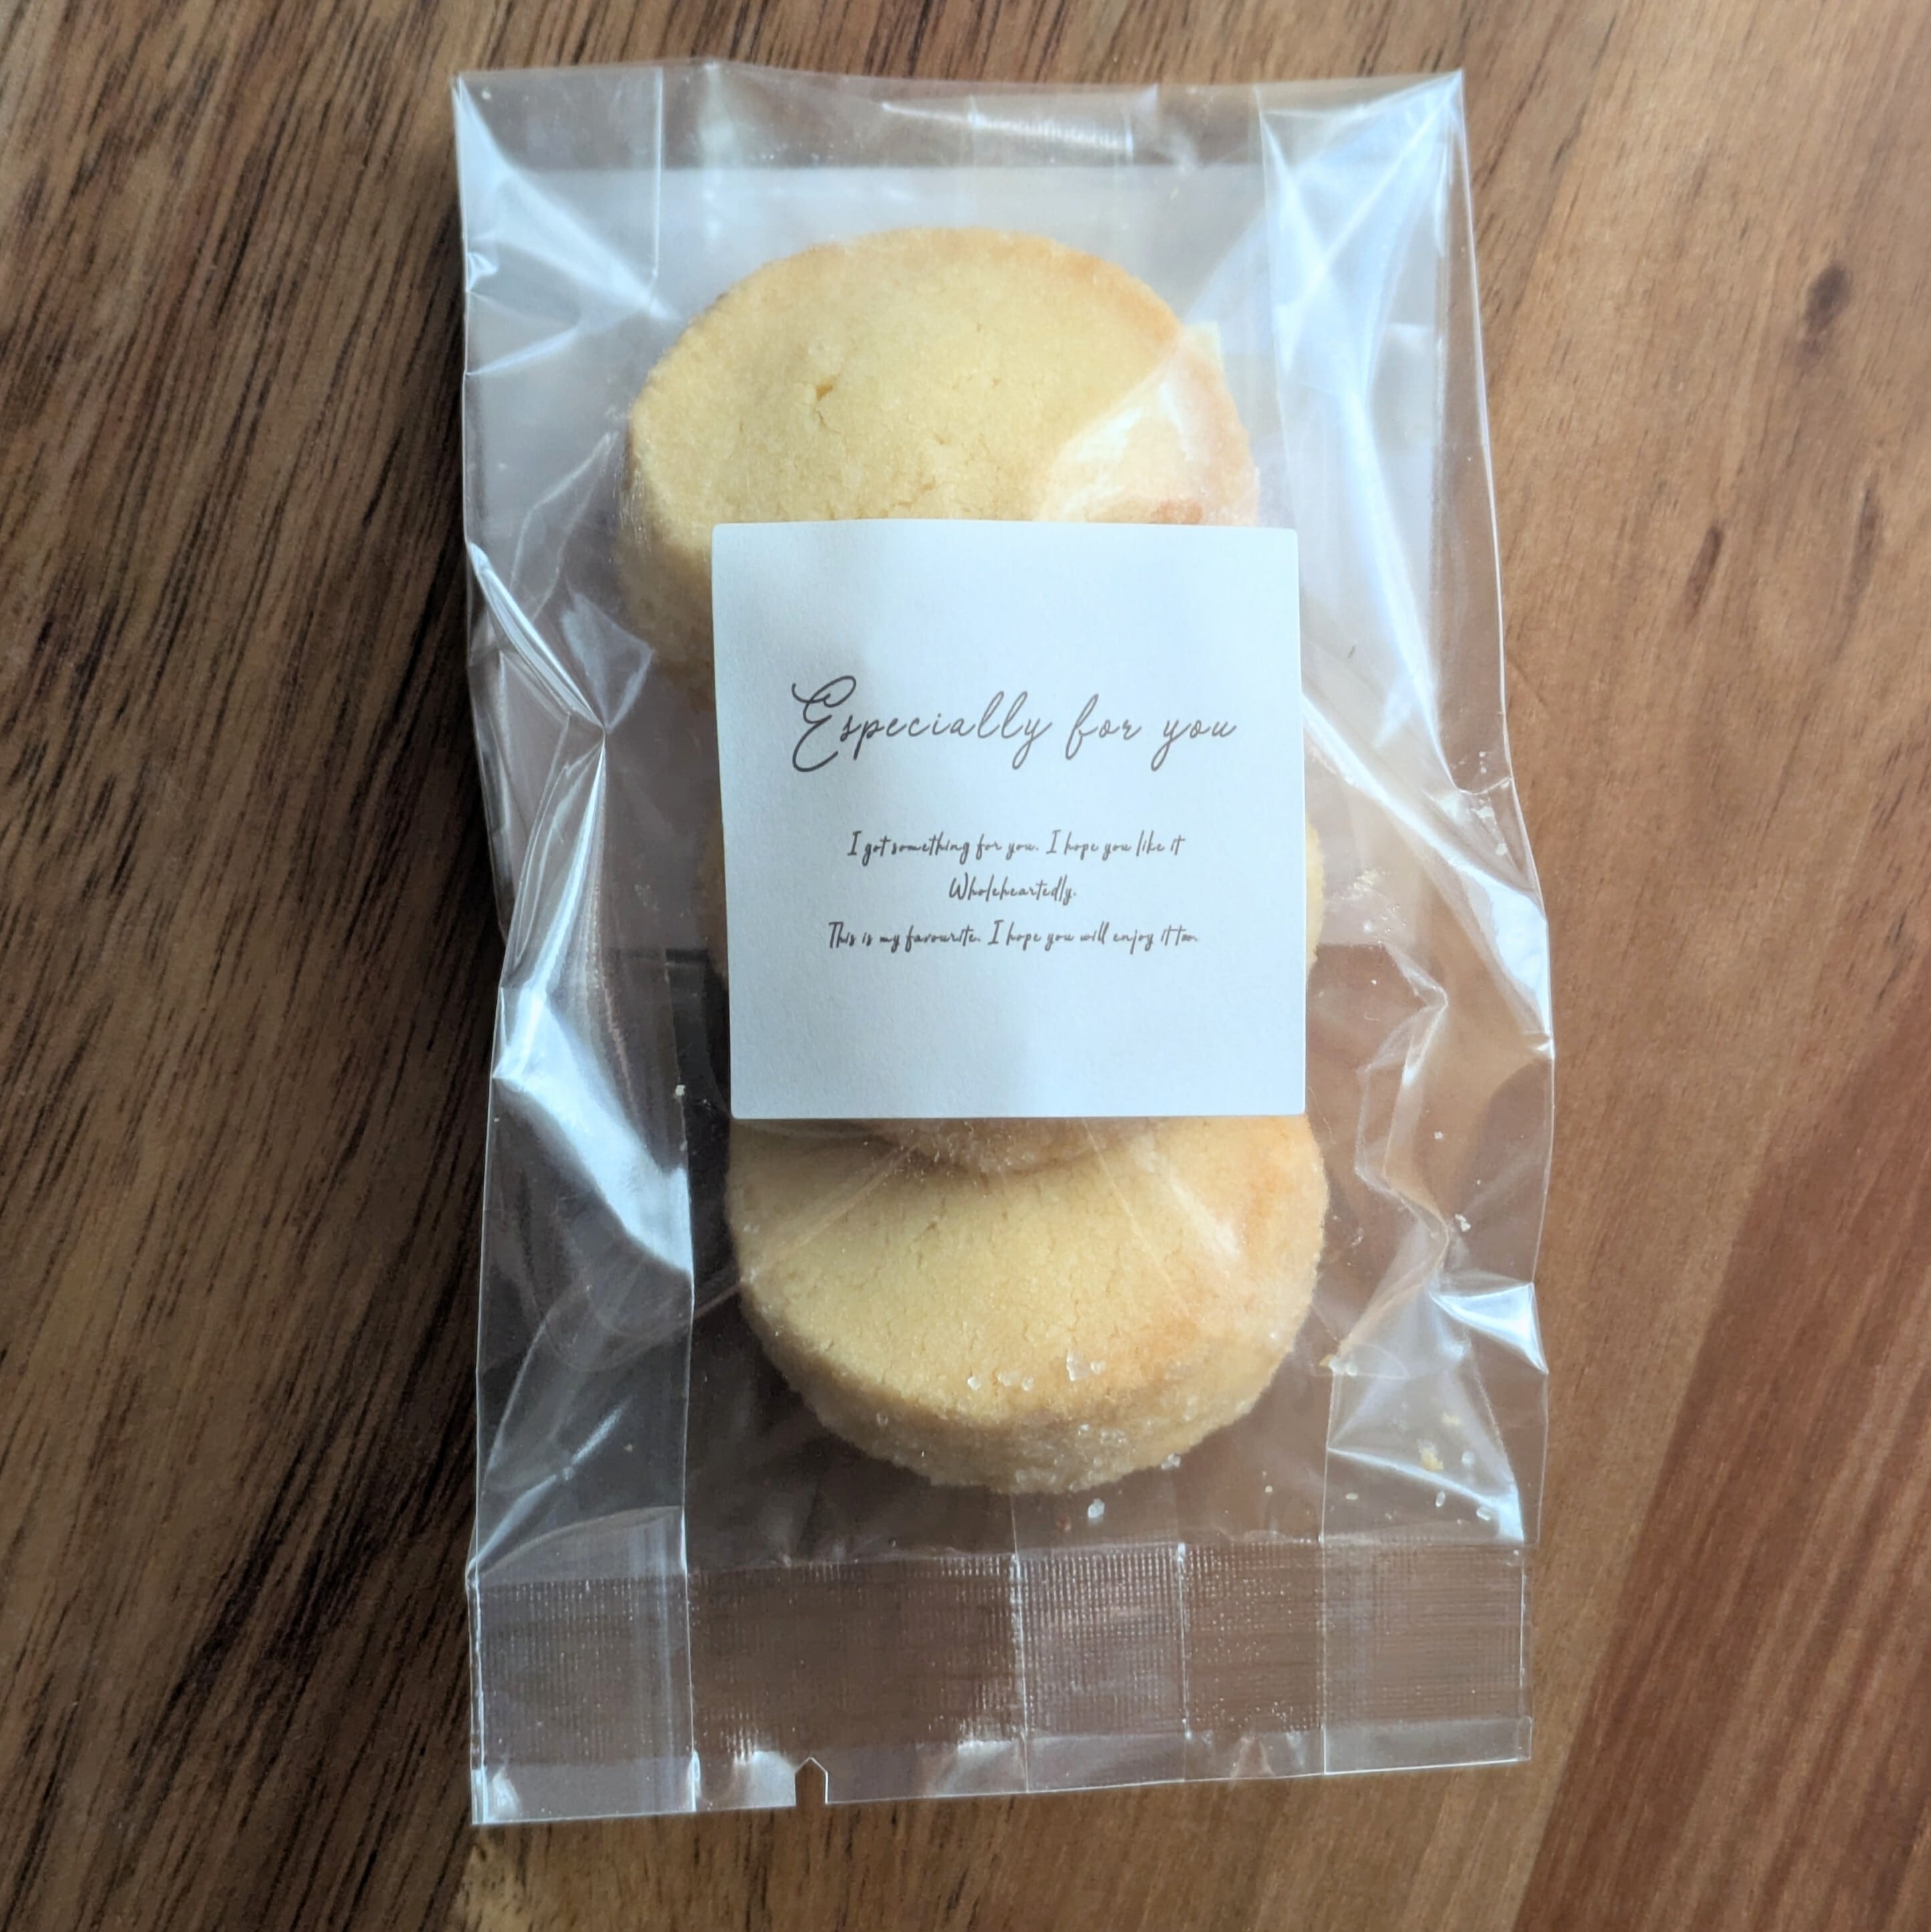 Especially for you
I got something for you. I hope you like it
Wholeheartedly.
This is my favourite. I hope you will enjoy it too.